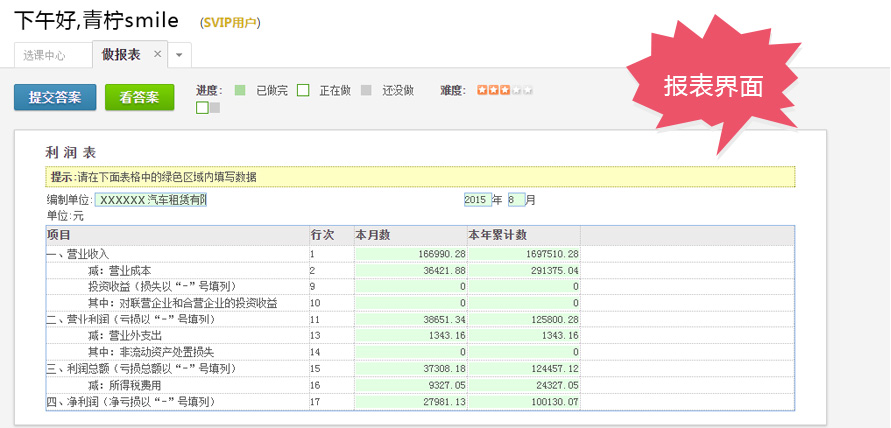 下午好,青柠smile (SVIP用户)
选课中心 做报表 ×
报表界面
提交答案 看答案 进度: 已做完 正在做 还没做 难度:
利润表
提示:请在下面表格中的绿色区域内填写数据
编制单位: XXXXXX 汽车租赁有限 2015 年 8 月
单位:元
项目 行次 本月数 本年累计数
一、营业收入 1 166990.28 1697510.28
减: 营业成本 2 36421.88 291375.04
投资收益(损失以“-”号填列) 9 0 0
其中: 对联营企业和合营企业的投资收益 10 0 0
二、营业利润(亏损以“-”号填列) 11 38651.34 125800.28
减: 营业外支出 13 1343.16 1343.16
其中: 非流动资产处置损失 14 0 0
三、利润总额(亏损总额以“-”号填列) 15 37308.18 124457.12
减: 所得税费用 16 9327.05 24327.05
四、净利润(净亏损以“-”号填列) 17 27981.13 100130.07